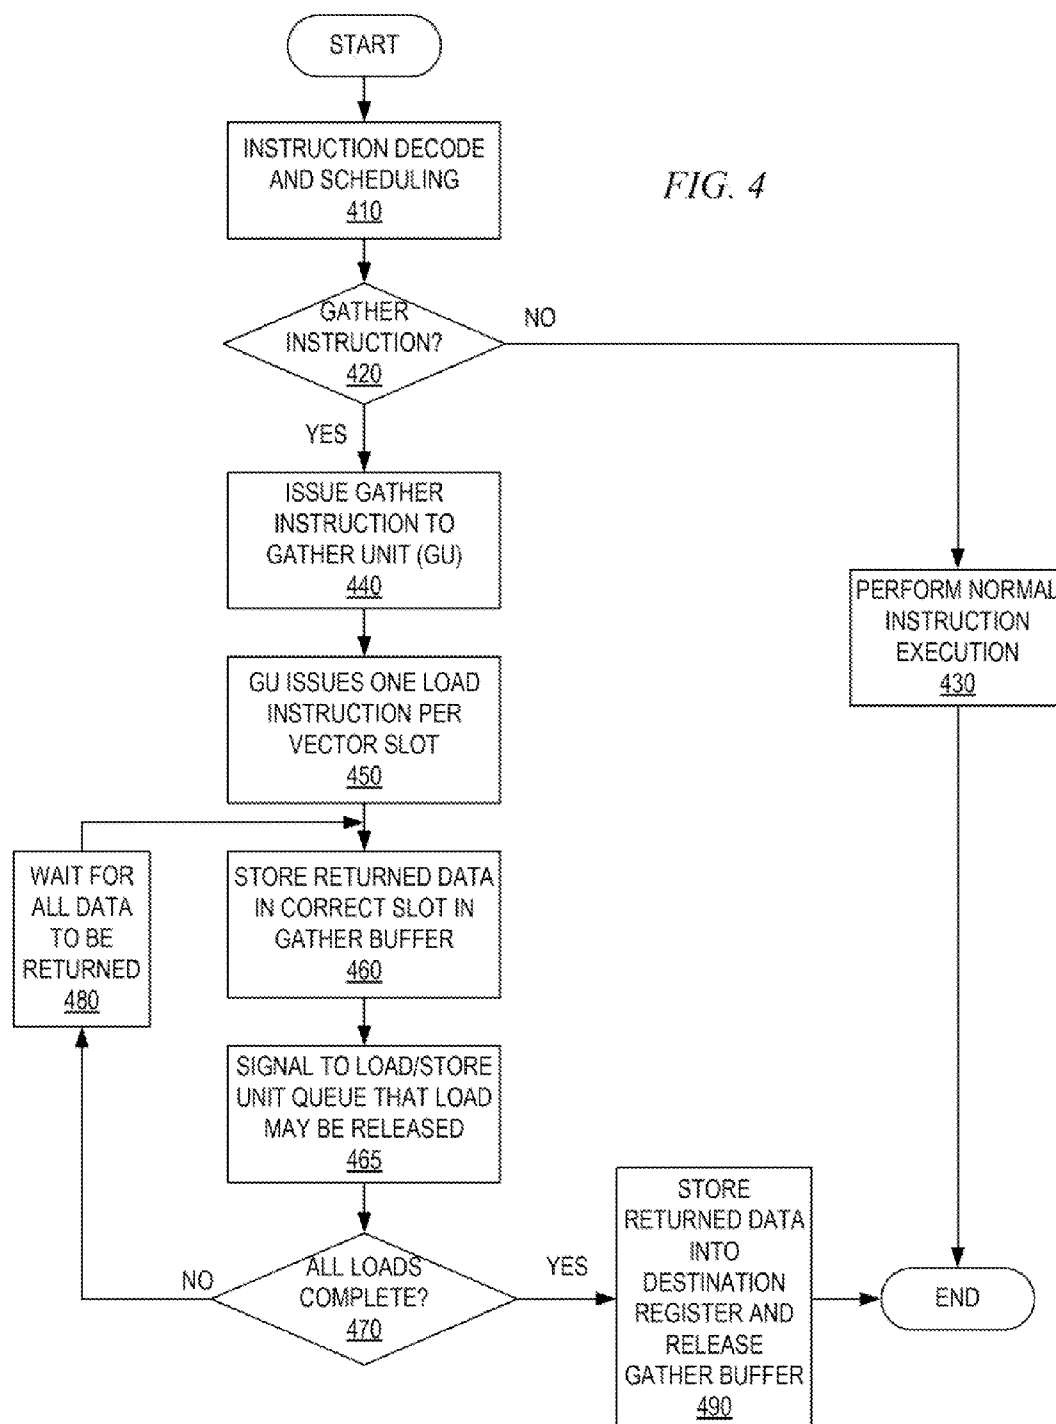 START
INSTRUCTION DECODE
AND SCHEDULING
410
FIG. 4
GATHER
INSTRUCTION?
420
NO
YES
ISSUE GATHER
INSTRUCTION TO
GATHER UNIT (GU)
440
PERFORM NORMAL
INSTRUCTION
EXECUTION
430
GU ISSUES ONE LOAD
INSTRUCTION PER
VECTOR SLOT
450
WAIT FOR
ALL DATA
TO BE
RETURNED
480
STORE RETURNED DATA
IN CORRECT SLOT IN
GATHER BUFFER
460
SIGNAL TO LOAD/STORE
UNIT QUEUE THAT LOAD
MAY BE RELEASED
465
NO
ALL LOADS
COMPLETE?
470
YES
STORE
RETURNED DATA
INTO
DESTINATION
REGISTER AND
RELEASE
GATHER BUFFER
490
END